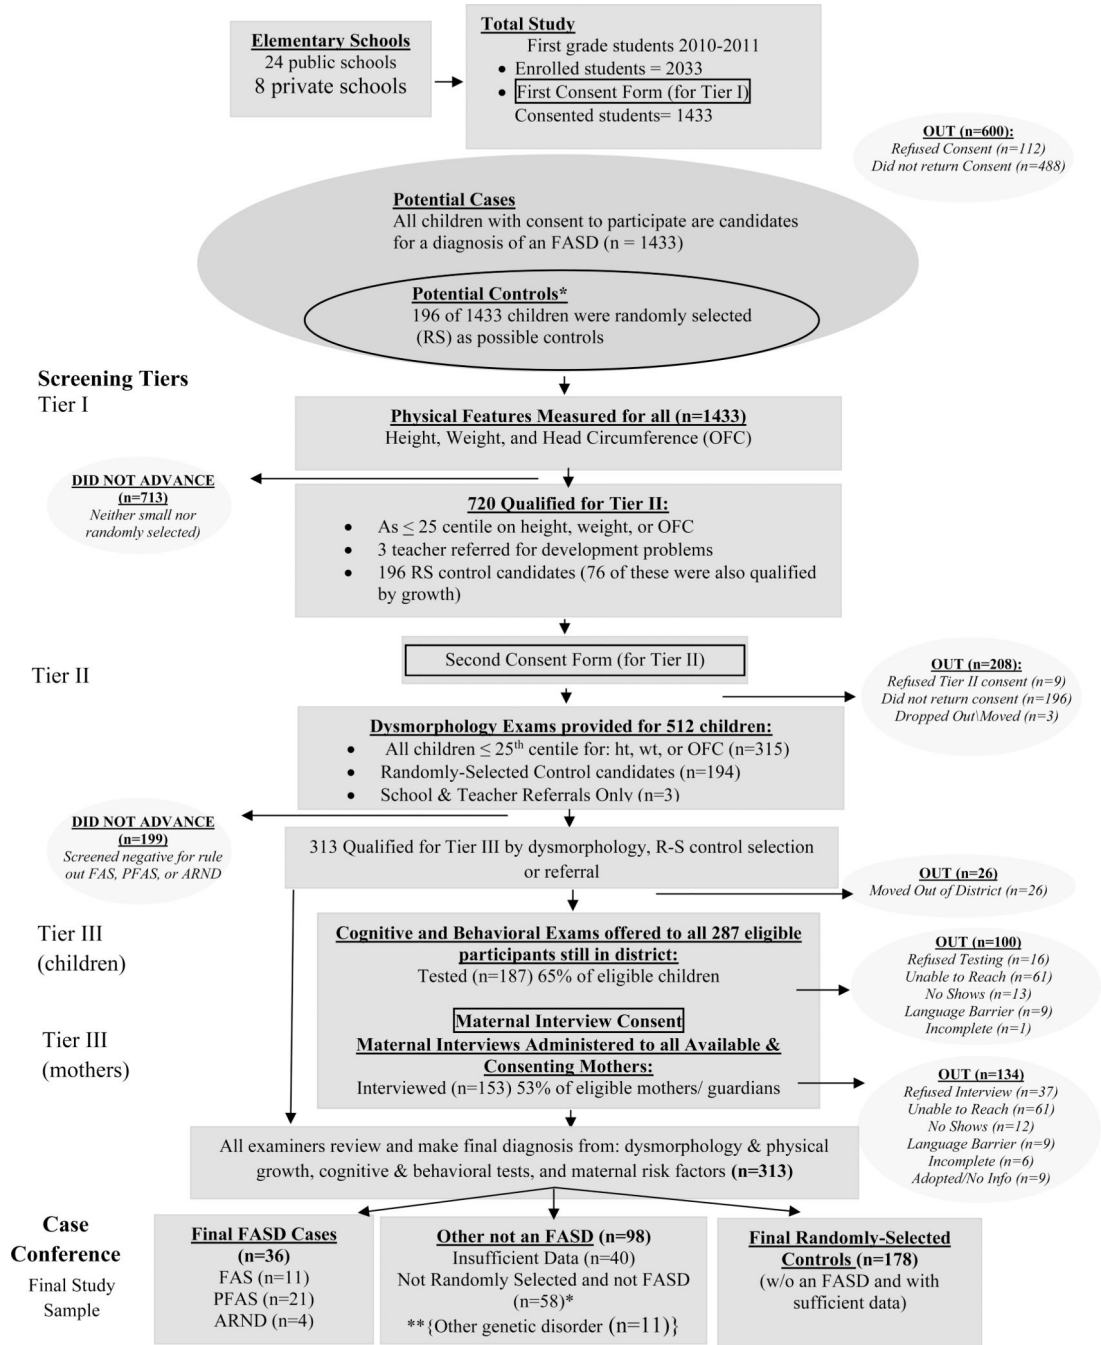 Elementary Schools
24 public schools
8 private schools
Total Study
First grade students 2010-2011
• Enrolled students = 2033
• First Consent Form (for Tier I)
Consented students= 1433
OUT (n=600):
Refused Consent (n=112)
Did not return Consent (n=488)
Potential Cases
All children with consent to participate are candidates
for a diagnosis of an FASD (n = 1433)
Potential Controls*
196 of 1433 children were randomly selected
(RS) as possible controls
Screening Tiers
Tier I
Physical Features Measured for all (n=1433)
Height, Weight, and Head Circumference (OFC)
DID NOT ADVANCE
(n=713)
Neither small nor
randomly selected)
720 Qualified for Tier II:
• As ≤ 25 centile on height, weight, or OFC
• 3 teacher referred for development problems
• 196 RS control candidates (76 of these were also qualified
by growth)
Tier II
Second Consent Form (for Tier II)
OUT (n=208):
Refused Tier II consent (n=9)
Did not return consent (n=196)
Dropped Out\Moved (n=3)
Dysmorphology Exams provided for 512 children:
• All children ≤ 25th centile for: ht, wt, or OFC (n=315)
• Randomly-Selected Control candidates (n=194)
• School & Teacher Referrals Only (n=3)
DID NOT ADVANCE
(n=199)
Screened negative for rule
out FAS, PFAS, or ARND
313 Qualified for Tier III by dysmorphology, R-S control selection
or referral
OUT (n=26)
Moved Out of District (n=26)
Tier III
(children)
Cognitive and Behavioral Exams offered to all 287 eligible
participants still in district:
Tested (n=187) 65% of eligible children
OUT (n=100)
Refused Testing (n=16)
Unable to Reach (n=61)
No Shows (n=13)
Language Barrier (n=9)
Incomplete (n=1)
Tier III
(mothers)
Maternal Interview Consent
Maternal Interviews Administered to all Available &
Consenting Mothers:
Interviewed (n=153) 53% of eligible mothers/ guardians
OUT (n=134)
Refused Interview (n=37)
Unable to Reach (n=61)
No Shows (n=12)
Language Barrier (n=9)
Incomplete (n=6)
Adopted/No Info (n=9)
All examiners review and make final diagnosis from: dysmorphology & physical
growth, cognitive & behavioral tests, and maternal risk factors (n=313)
Case
Conference
Final Study
Sample
Final FASD Cases
(n=36)
FAS (n=11)
PFAS (n=21)
ARND (n=4)
Other not an FASD (n=98)
Insufficient Data (n=40)
Not Randomly Selected and not FASD
(n=58)*
**{Other genetic disorder (n=11)}
Final Randomly-Selected
Controls (n=178)
(w/o an FASD and with
sufficient data)